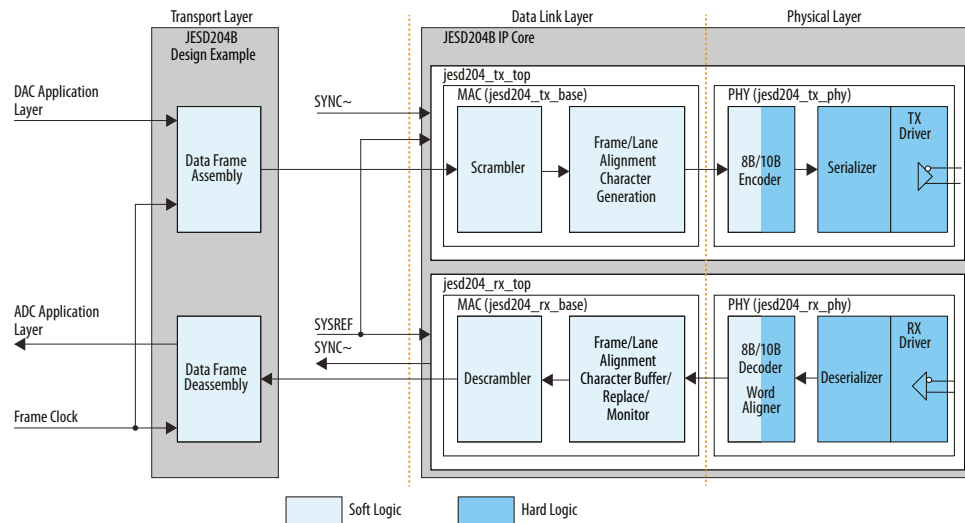 Transport Layer
Data Link Layer
Physical Layer
JESD204B
Design Example
JESD204B IP Core
jesd204_tx_top
DAC Application
Layer
SYNC~
MAC (jesd204_tx_base)
PHY (jesd204_tx_phy)
Data Frame
Assembly
Scrambler
Frame/Lane
Alignment
Character
Generation
8B/10B
Encoder
Serializer
TX
Driver
jesd204_rx_top
ADC Application
Layer
SYSREF
SYNC~
MAC (jesd204_rx_base)
PHY (jesd204_rx_phy)
Data Frame
Deassembly
Descrambler
Frame/Lane
Alignment
Character Buffer/
Replace/
Monitor
8B/10B
Decoder
Word
Aligner
Deserializer
RX
Driver
Frame Clock
Soft Logic
Hard Logic